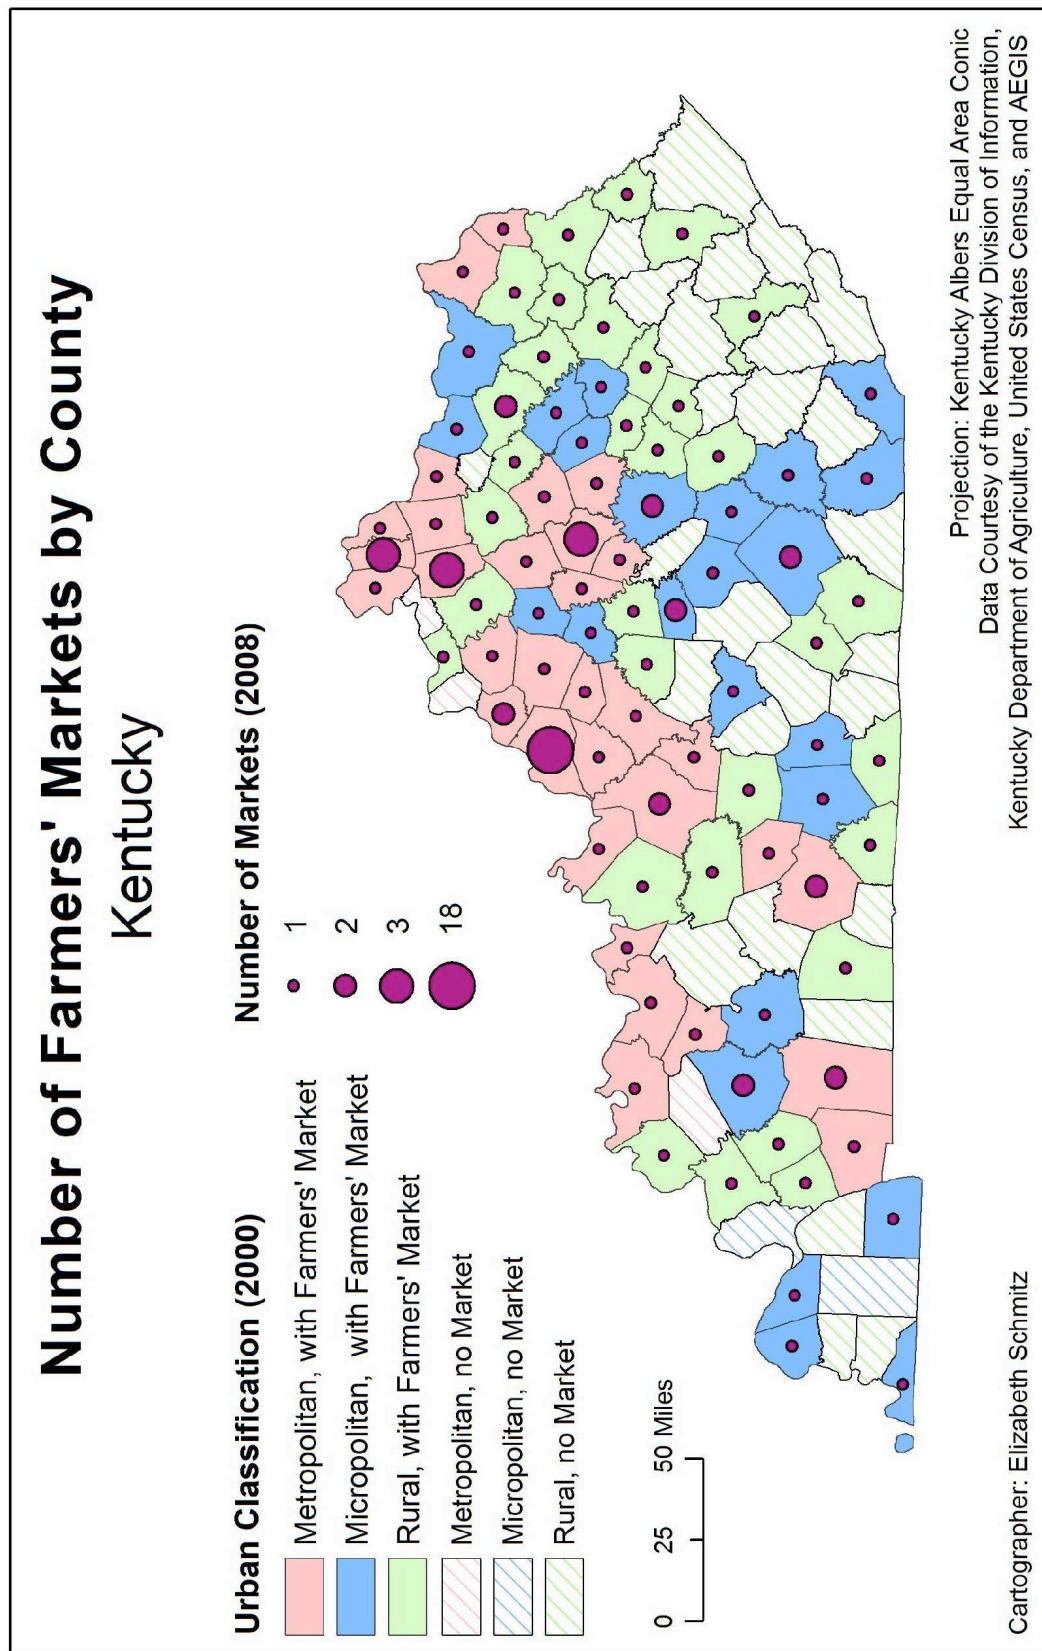 Number of Farmers' Markets by County
Kentucky
Urban Classification (2000)
Metropolitan, with Farmers' Market
Micropolitan, with Farmers' Market
Rural, with Farmers' Market
Metropolitan, no Market
Micropolitan, no Market
Rural, no Market
Number of Markets (2008)
1
2
3
18
0 25 50 Miles
Cartographer: Elizabeth Schmitz
Projection: Kentucky Albers Equal Area Conic
Data Courtesy of the Kentucky Division of Information,
Kentucky Department of Agriculture, United States Census, and AEGIS